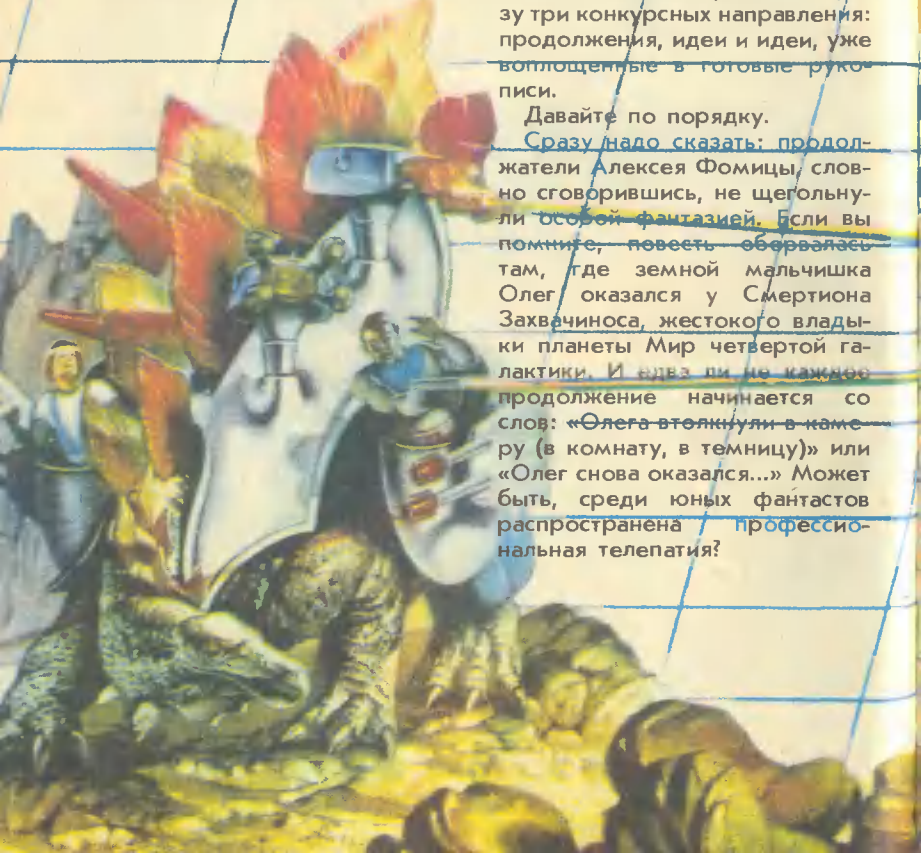 зу три конкурсных направления:
продолжения, идеи и идеи, уже
воплощенные в готовые руко-
писи.
Давайте по порядку.
Сразу надо сказать: продол-
жатели Алексея Фомицы, слов-
но сговорившись, не щегольну-
ли особой фантазией. Если вы
помните, повесть оборвалась
там, где земной мальчишка
Олег оказался у Смертиона
Захвачиноса, жестокого влады-
ки планеты Мир четвертой га-
лактики. И едва ли не каждое
продолжение начинается со
слов: «Олега втолкнули в каме-
ру (в комнату, в темницу)» или
«Олег снова оказался...» Может
быть, среди юных фантастов
распространена профессио-
нальная телепатия?